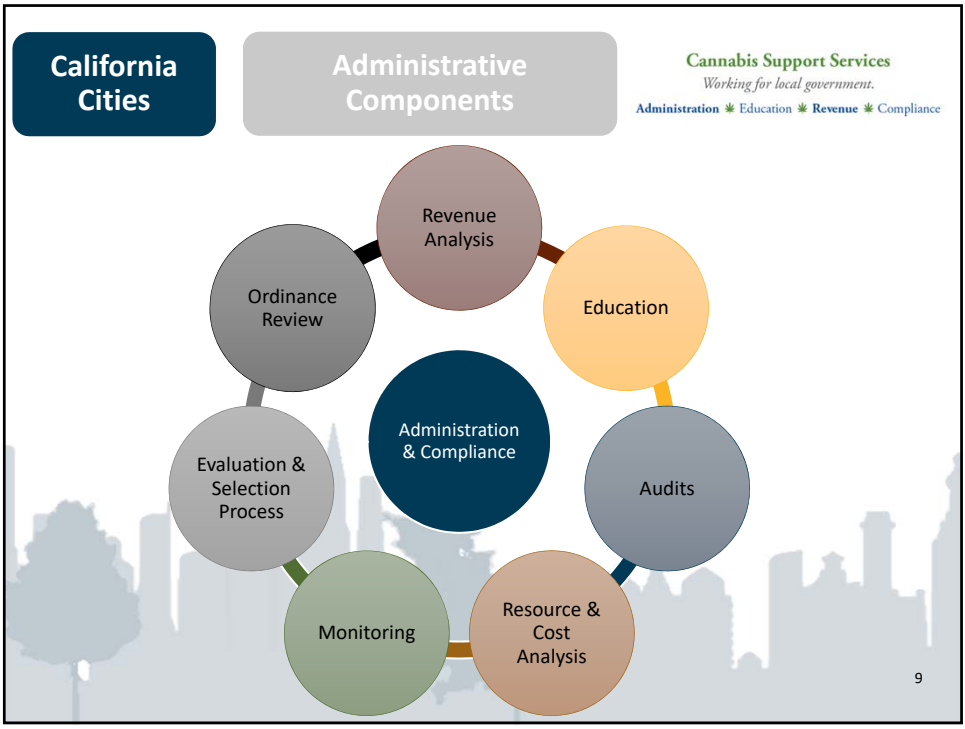 California
Cities
Administrative
Components
Cannabis Support Services
Working for local government.
Administration Education Revenue Compliance
Revenue
Analysis
Education
Audits
Resource &
Cost
Analysis
Monitoring
Evaluation &
Selection
Process
Ordinance
Review
Administration
& Compliance
9